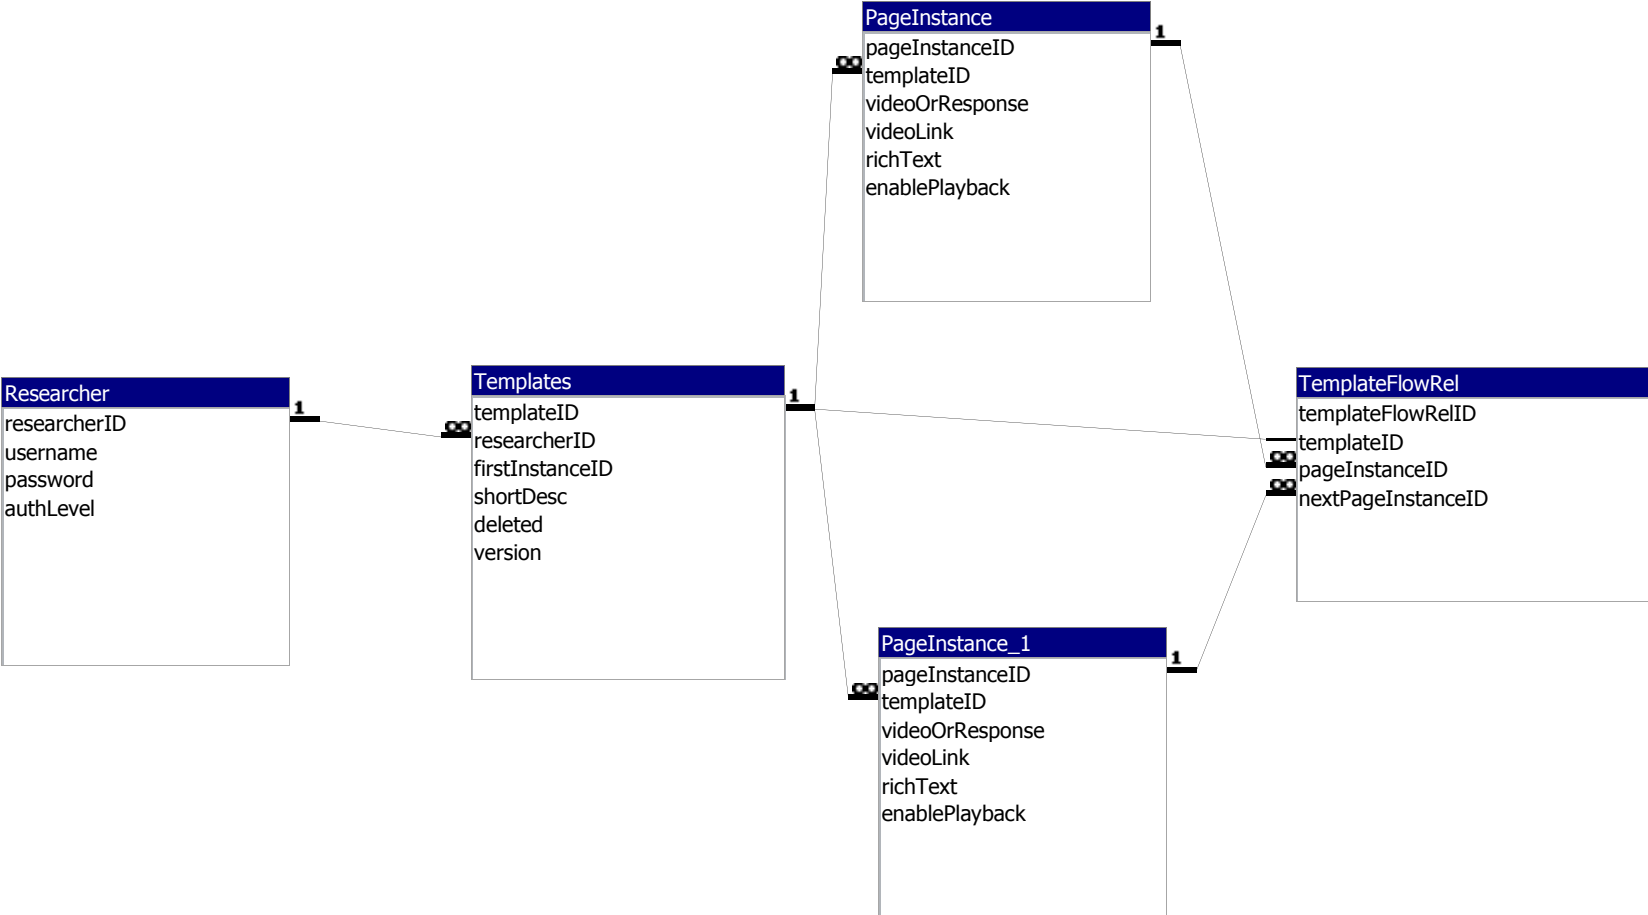 PageInstance
pageInstanceID
templateID
videoOrResponse
videoLink
richText
enablePlayback
1
∞
Researcher
researcherID
username
password
authLevel
1
∞
Templates
templateID
researcherID
firstInstanceID
shortDesc
deleted
version
1
TemplateFlowRel
templateFlowRelID
templateID
pageInstanceID
nextPageInstanceID
∞
∞
PageInstance_1
pageInstanceID
templateID
videoOrResponse
videoLink
richText
enablePlayback
1
∞